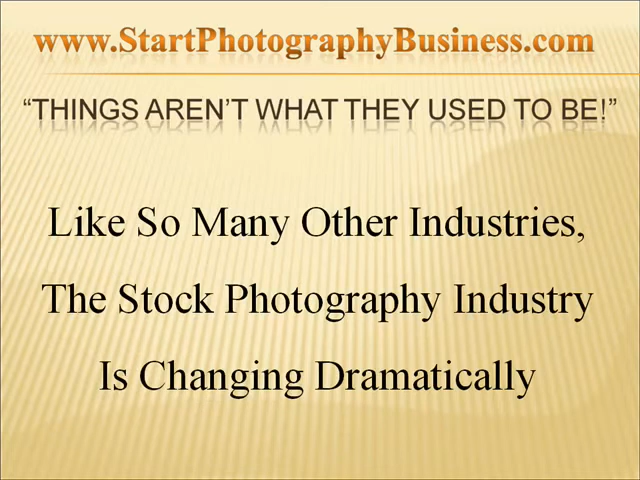 www.StartPhotographyBusiness.com
“THINGS AREN’T WHAT THEY USED TO BE!”
Like So Many Other Industries,
The Stock Photography Industry
Is Changing Dramatically